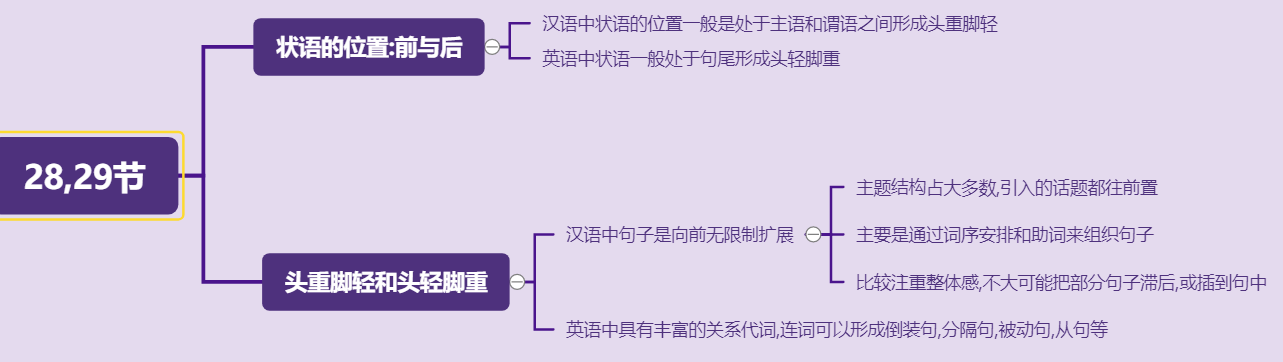 状语的位置:前与后
汉语中状语的位置一般是处于主语和谓语之间形成头重脚轻
英语中状语一般处于句尾形成头轻脚重
28,29节
头重脚轻和头轻脚重
汉语中句子是向前无限制扩展
主题结构占大多数,引入的话题都往前置
主要是通过词序安排和助词来组织句子
比较注重整体感,不大可能把部分句子滞后,或插到句中
英语中具有丰富的关系代词,连词可以形成倒装句,分隔句,被动句,从句等